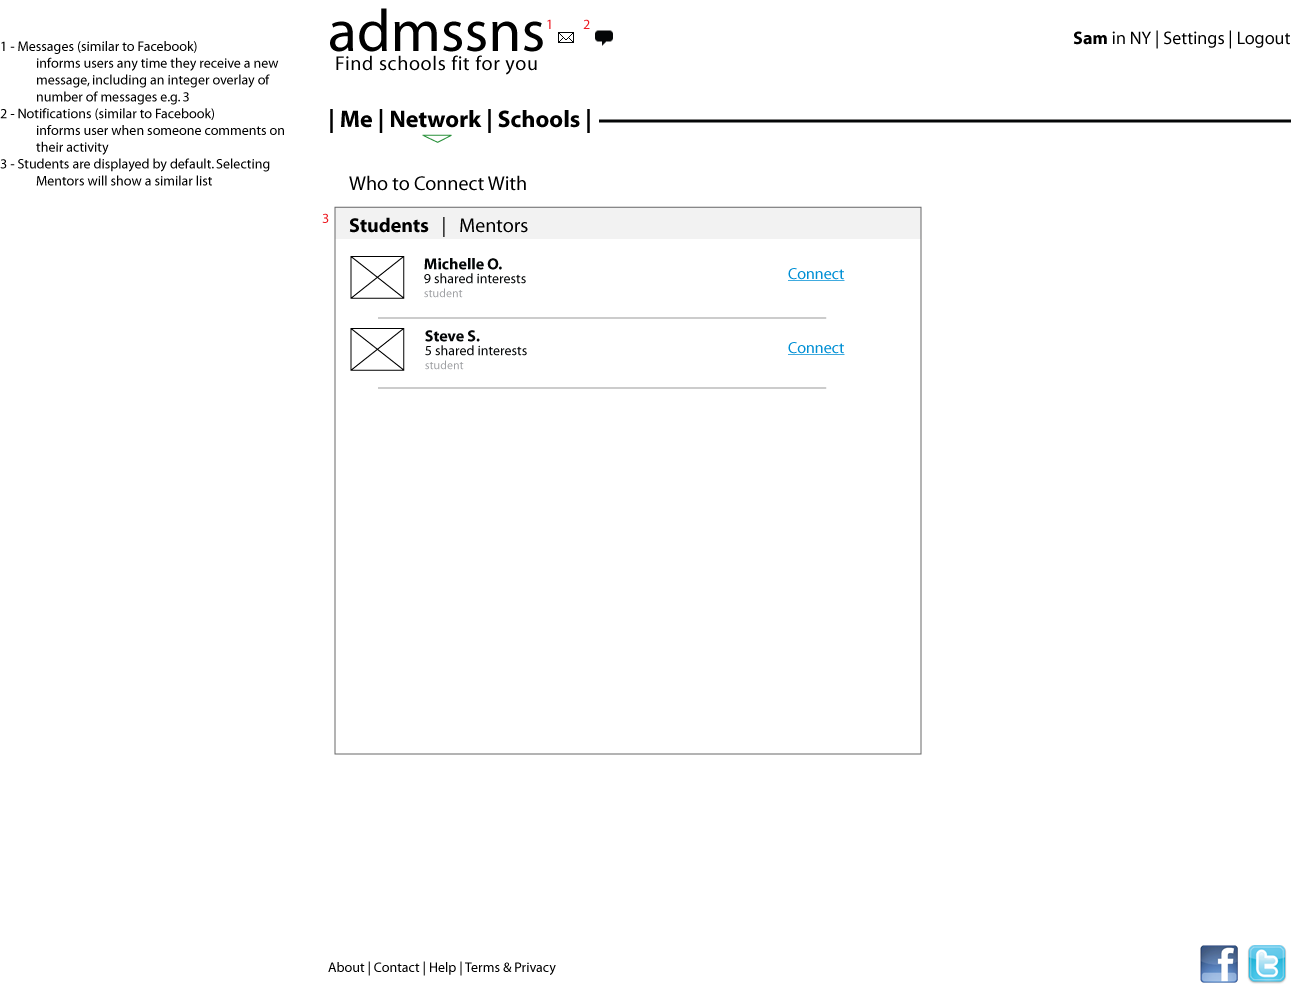 admssns
1
2
Find schools fit for you
Sam in NY | Settings | Logout
1 - Messages (similar to Facebook)
informs users any time they receive a new
message, including an integer overlay of
number of messages e.g. 3
2 - Notifications (similar to Facebook)
informs user when someone comments on
their activity
3 - Students are displayed by default. Selecting
Mentors will show a similar list
| Me | Network | Schools |
Who to Connect With
3
Students | Mentors
Michelle O.
9 shared interests
student
Connect
Steve S.
5 shared interests
student
Connect
About | Contact | Help | Terms & Privacy